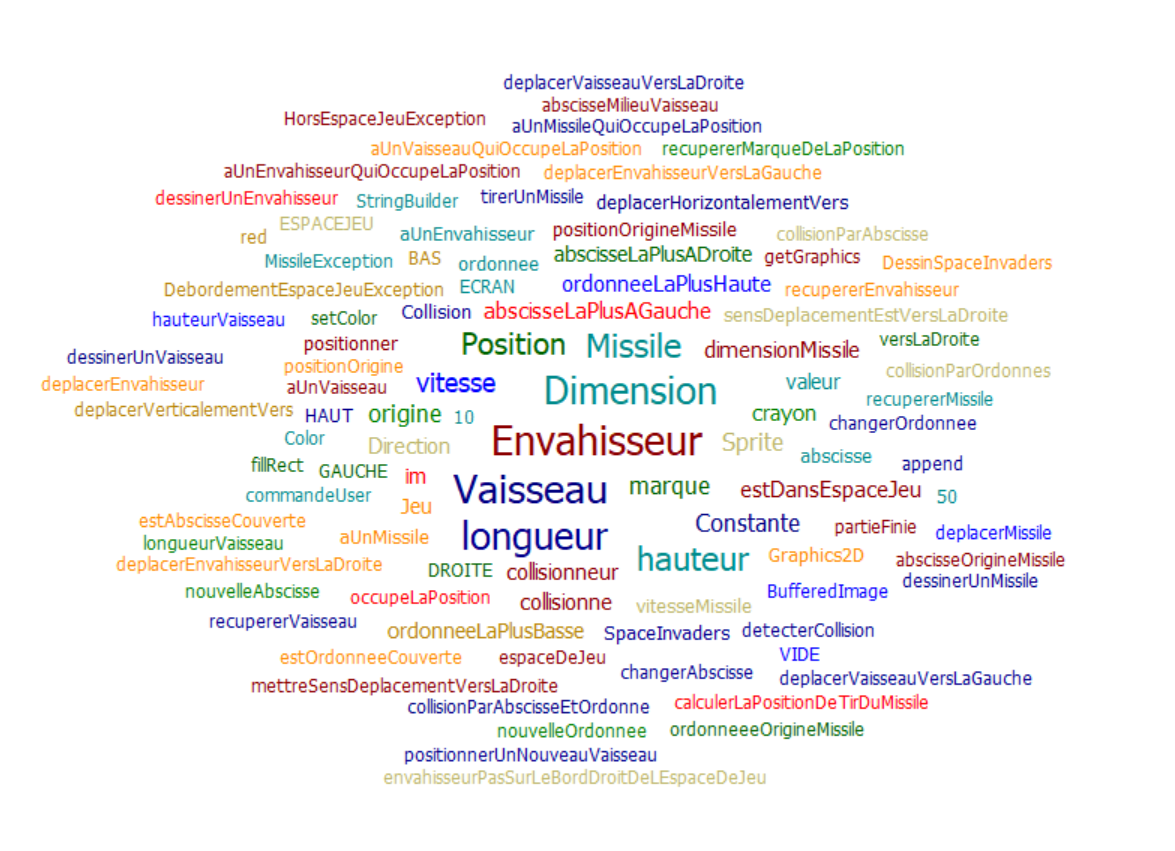 deplacerVaisseauVersLaDroite
abscisseMilieuVaisseau
HorsEspaceJeuException aUnMissileQuiOccupeLaPosition
aUnVaisseauQuiOccupeLaPosition recupererMarqueDeLaPosition
aUnEnvahisseurQuiOccupeLaPosition deplacerEnvahisseurVersLaGauche
dessinerUnEnvahisseur StringBuilder tirerUnMissile deplacerHorizontalementVers
red ESPACEJEU aUnEnvahisseur positionOrigineMissile collisionParAbscisse
MissileException BAS ordonnee abscisseLaPlusADroite getGraphics DessinSpaceInvaders
DebordementEspaceJeuException ECRAN ordonneeLaPlusHaute recupererEnvahisseur
hauteurVaisseau setColor Collision abscisseLaPlusAGauche sensDeplacementEstVersLaDroite
positionner Position Missile dimensionMissile versLaDroite
dessinerUnVaisseau positionOrigine collisionParOrdonnes
deplacerEnvahisseur aUnVaisseau vitesse Dimension valeur recupererMissile
deplacerVerticalementVers HAUT origine 10 crayon changerOrdonnee
Color Direction Envahisseur Sprite abscisse append
fillRect GAUCHE im
commandeUser Jeu Vaisseau marque estDansEspaceJeu 50
estAbscisseCouverte aUnMissile longueur Constante partieFinie deplacerMissile
longueurVaisseau
deplacerEnvahisseurVersLaDroite DROITE collisionneur hauteur Graphics2D abscisseOrigineMissile
nouvelleAbscisse occupeLaPosition collisionne vitesseMissile BufferedImage dessinerUnMissile
recupererVaisseau ordonneeLaPlusBasse SpaceInvaders detecterCollision
estOrdonneeCouverte espaceDeJeu changerAbscisse VIDE
mettreSensDeplacementVersLaDroite deplacerVaisseauVersLaGauche
collisionParAbscisseEtOrdonne calculerLaPositionDeTirDuMissile
nouvelleOrdonnee ordonneeeOrigineMissile
positionnerUnNouveauVaisseau
envahisseurPasSurLeBordDroitDeLEspaceDeJeu